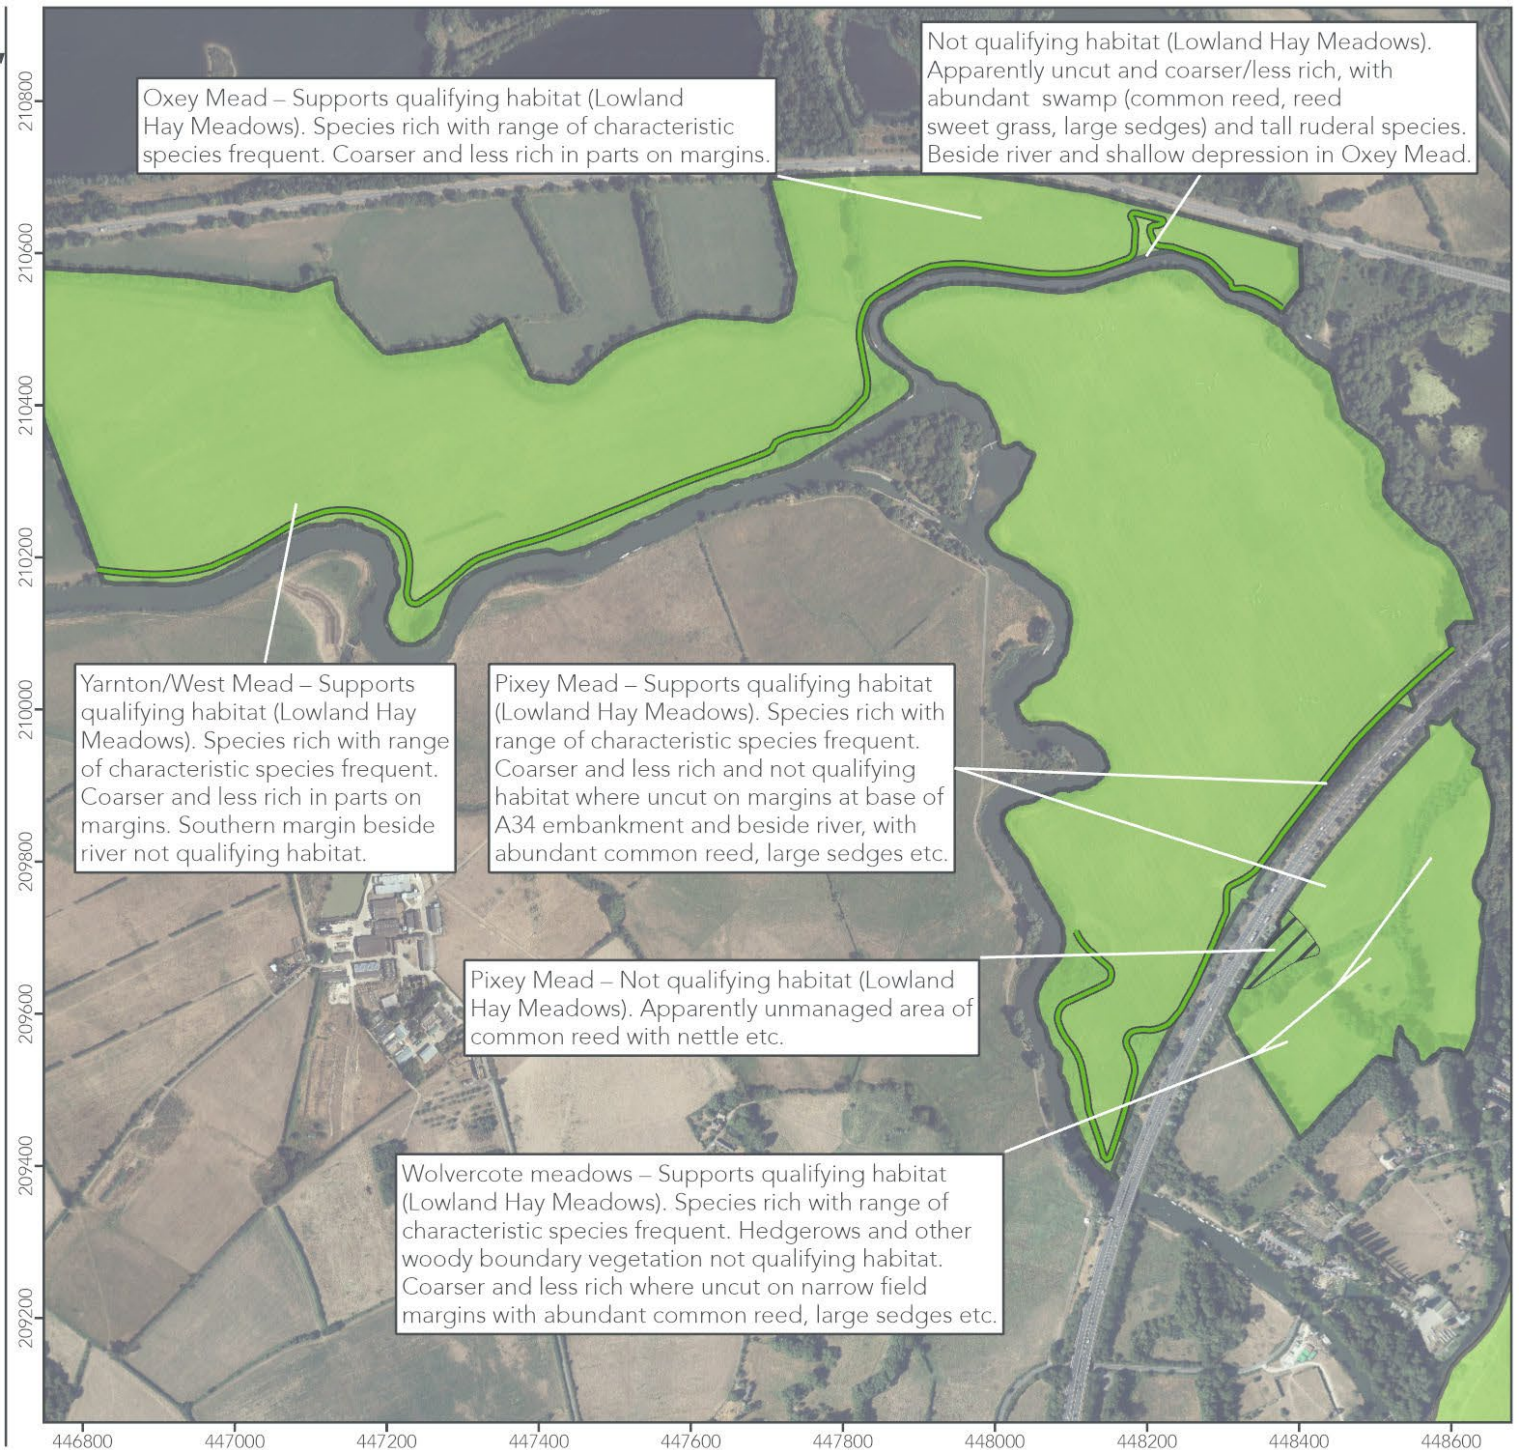 Oxey Mead – Supports qualifying habitat (Lowland
Hay Meadows). Species rich with range of characteristic
species frequent. Coarser and less rich in parts on margins.
Not qualifying habitat (Lowland Hay Meadows).
Apparently uncut and coarser/less rich, with
abundant swamp (common reed, reed
sweet grass, large sedges) and tall ruderal species.
Beside river and shallow depression in Oxey Mead.
Yarnton/West Mead – Supports
qualifying habitat (Lowland Hay
Meadows). Species rich with range
of characteristic species frequent.
Coarser and less rich in parts on
margins. Southern margin beside
river not qualifying habitat.
Pixey Mead – Supports qualifying habitat
(Lowland Hay Meadows). Species rich with
range of characteristic species frequent.
Coarser and less rich and not qualifying
habitat where uncut on margins at base of
A34 embankment and beside river, with
abundant common reed, large sedges etc.
Pixey Mead – Not qualifying habitat (Lowland
Hay Meadows). Apparently unmanaged area of
common reed with nettle etc.
Wolvercote meadows – Supports qualifying habitat
(Lowland Hay Meadows). Species rich with range of
characteristic species frequent. Hedgerows and other
woody boundary vegetation not qualifying habitat.
Coarser and less rich where uncut on narrow field
margins with abundant common reed, large sedges etc.
210800
210600
210400
210200
210000
209800
209600
209400
209200
446800 447000 447200 447400 447600 447800 448000 448200 448400 448600